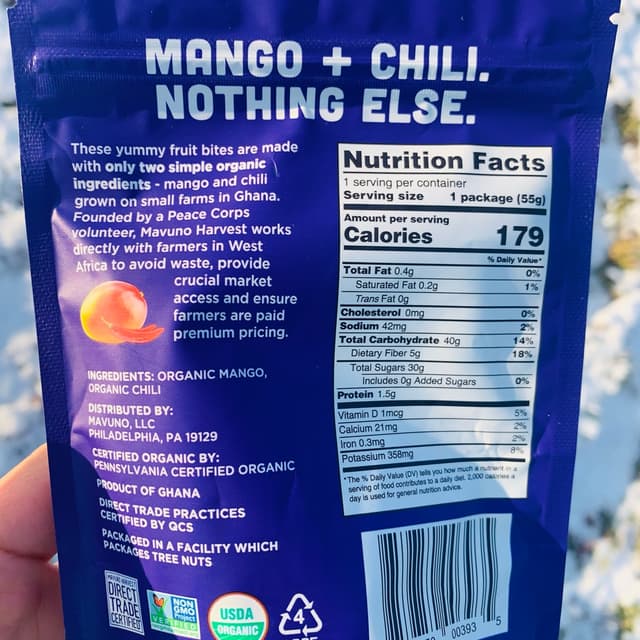 MANGO + CHILI.
NOTHING ELSE.
These yummy fruit bites are made
with only two simple organic
ingredients - mango and chili
grown on small farms in Ghana.
Founded by a Peace Corps
volunteer, Mavuno Harvest works
directly with farmers in West
Africa to avoid waste, provide
crucial market
access and ensure
farmers are paid
premium pricing.
INGREDIENTS: ORGANIC MANGO,
ORGANIC CHILI
DISTRIBUTED BY:
MAVUNO, LLC
PHILADELPHIA, PA 19129
CERTIFIED ORGANIC BY:
PENNSYLVANIA CERTIFIED ORGANIC
PRODUCT OF GHANA
DIRECT TRADE PRACTICES
CERTIFIED BY QCS
PACKAGED IN A FACILITY WHICH
PACKAGES TREE NUTS
MAVUNO HARVEST
DIRECT
TRADE
CERTIFIED
NON
GMO
Project
VERIFIED
USDA
ORGANIC
4
Nutrition Facts
1 serving per container
Serving size 1 package (55g)
Amount per serving
Calories 179
% Daily Value*
Total Fat 0.4g 0%
Saturated Fat 0.2g 1%
Trans Fat 0g
Cholesterol 0mg 0%
Sodium 42mg 2%
Total Carbohydrate 40g 14%
Dietary Fiber 5g 18%
Total Sugars 30g
Includes 0g Added Sugars 0%
Protein 1.5g
Vitamin D 1mcg 5%
Calcium 21mg 2%
Iron 0.3mg 2%
Potassium 358mg 8%
*The % Daily Value (DV) tells you how much a nutrient in a
serving of food contributes to a daily diet. 2,000 calories a
day is used for general nutrition advice.
00393 5